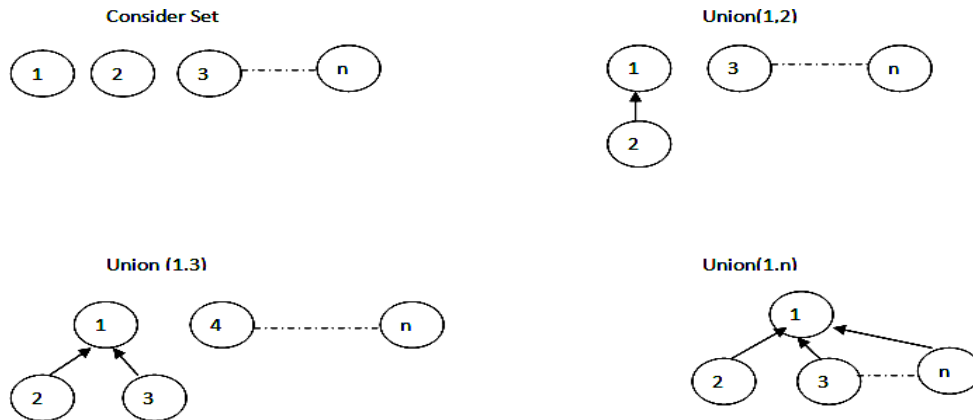 Consider Set
1 2 3 n
Union(1,2)
1 3 n
2
Union (1,3)
1 4 n
2 3
Union(1,n)
1
2 3 n